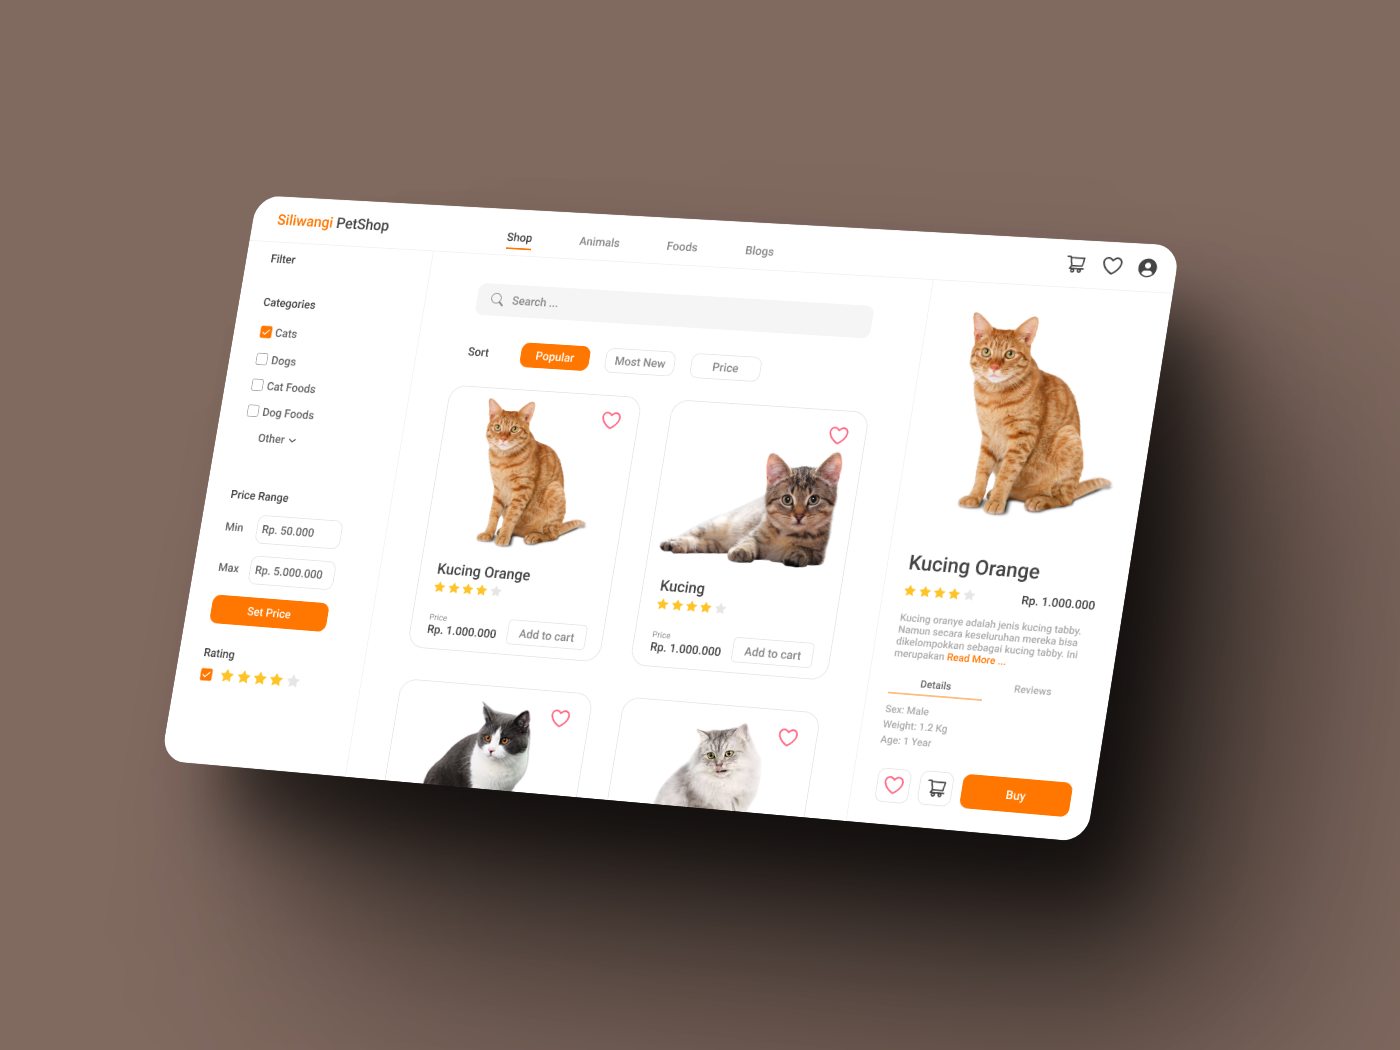 Siliwangi PetShop
Shop
Animals
Foods
Blogs
Filter
Categories
Cats
Dogs
Cat Foods
Dog Foods
Other
Price Range
Min
Rp. 50.000
Max
Rp. 5.000.000
Set Price
Rating
Search ...
Sort
Popular
Most New
Price
Kucing Orange
Price
Rp. 1.000.000
Add to cart
Kucing
Price
Rp. 1.000.000
Add to cart
Kucing Orange
Rp. 1.000.000
Kucing oranye adalah jenis kucing tabby.
Namun secara keseluruhan mereka bisa
dikelompokkan sebagai kucing tabby. Ini
merupakan Read More ...
Details
Reviews
Sex: Male
Weight: 1.2 Kg
Age: 1 Year
Buy